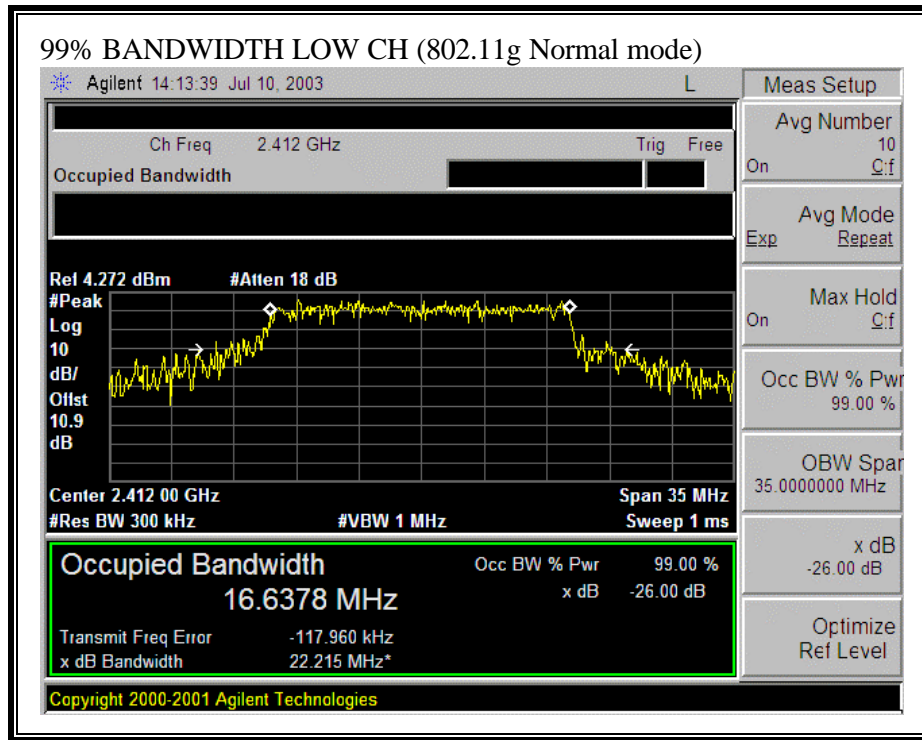 99% BANDWIDTH LOW CH (802.11g Normal mode)
Agilent 14:13:39 Jul 10, 2003 L
Ch Freq 2.412 GHz Trig Free
Occupied Bandwidth
Ref 4.272 dBm #Atten 18 dB
#Peak
Log
10
dB/
Offst
10.9
dB
Center 2.412 00 GHz Span 35 MHz
#Res BW 300 kHz #VBW 1 MHz Sweep 1 ms
Occupied Bandwidth
16.6378 MHz
Occ BW % Pwr 99.00 %
x dB -26.00 dB
Transmit Freq Error -117.960 kHz
x dB Bandwidth 22.215 MHz*
Copyright 2000-2001 Agilent Technologies
Meas Setup
Avg Number
10
On Off
Avg Mode
Exp Repeat
Max Hold
On Off
Occ BW % Pwr
99.00 %
OBW Span
35.0000000 MHz
x dB
-26.00 dB
Optimize
Ref Level